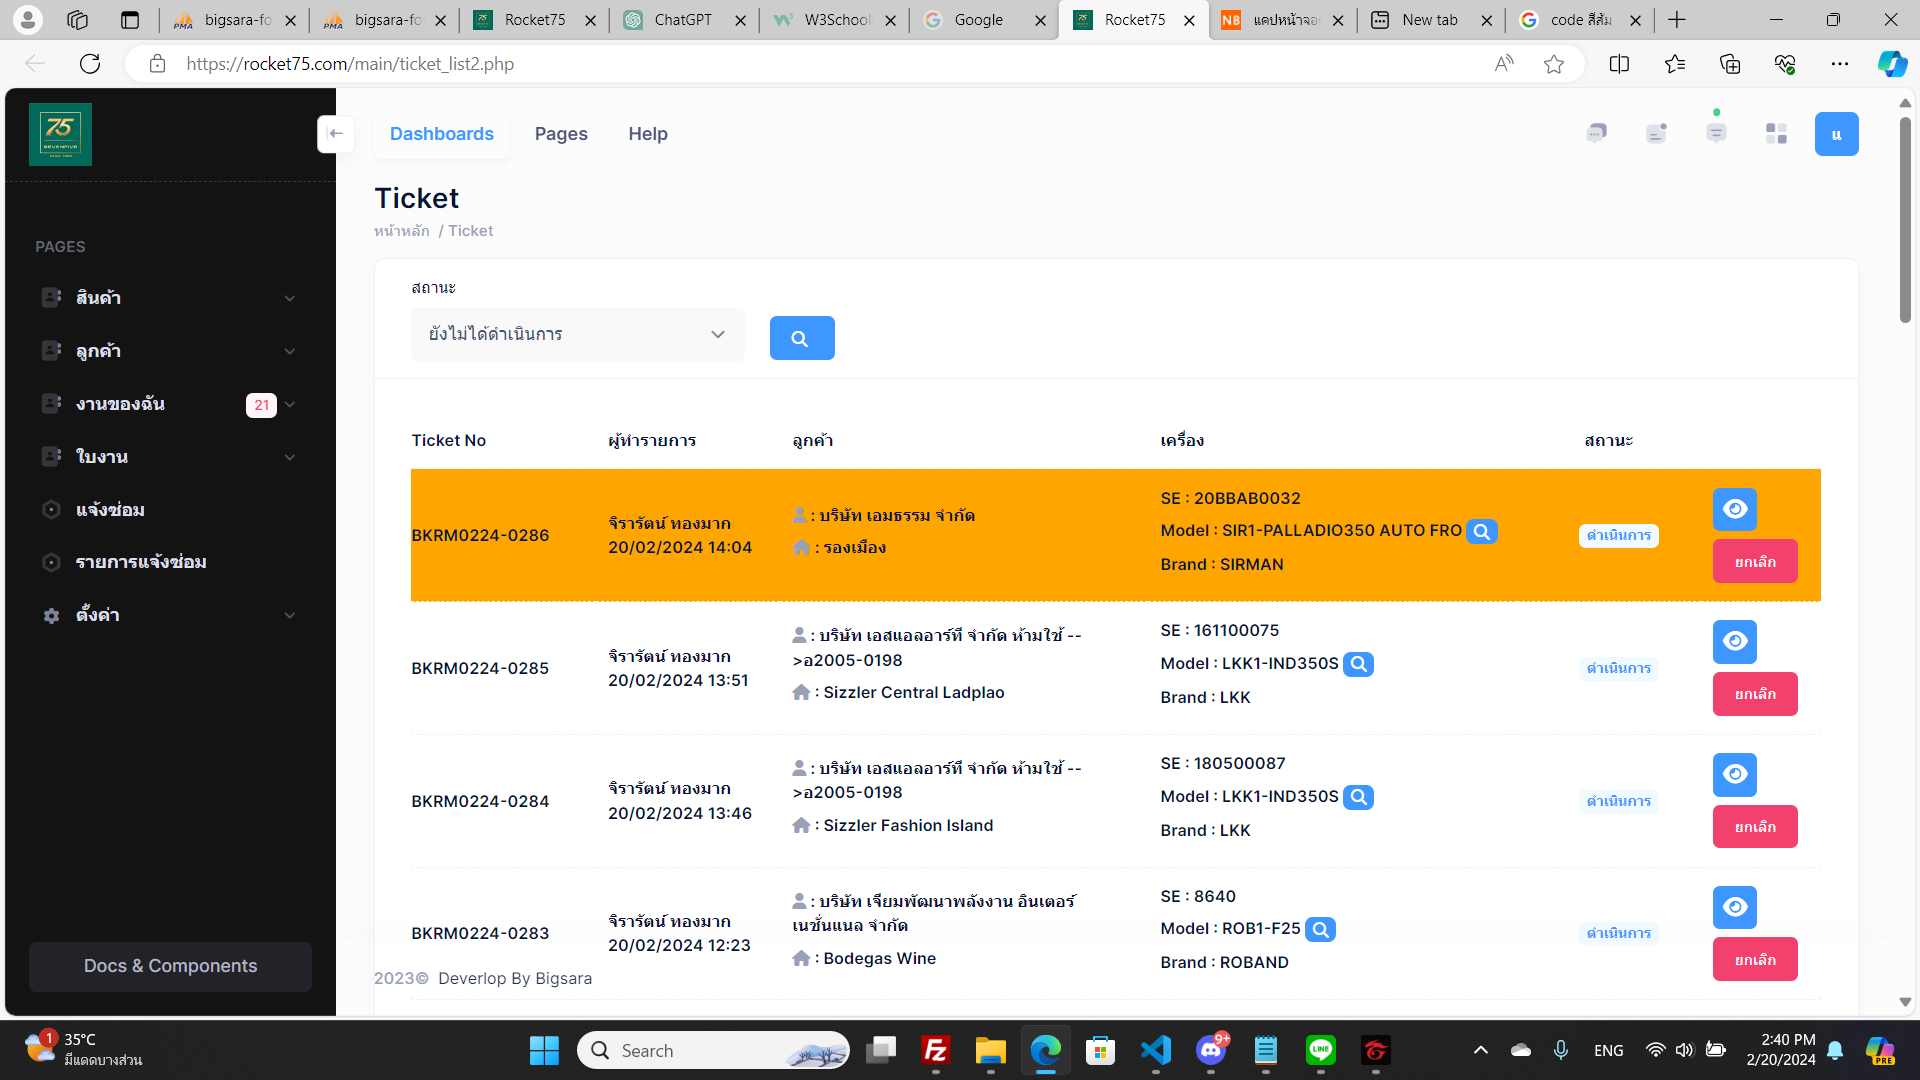 bigsara-fo
bigsara-fo
Rocket75
ChatGPT
W3School
Google
Rocket75
NB
แคปหน้าจอ
New tab
code สีส้ม
https://rocket75.com/main/ticket_list2.php
75
SEVENFIVE
Dashboards
Pages
Help
แ
Ticket
หน้าหลัก / Ticket
PAGES
สินค้า
ลูกค้า
งานของฉัน 21
ใบงาน
แจ้งซ่อม
รายการแจ้งซ่อม
ตั้งค่า
Docs & Components
สถานะ
ยังไม่ได้ดำเนินการ
Ticket No ผู้ทำรายการ ลูกค้า เครื่อง สถานะ
BKRM0224-0286
จิรารัตน์ ทองมาก
20/02/2024 14:04
: บริษัท เอมธรรม จำกัด
: รองเมือง
SE : 20BBAB0032
Model : SIR1-PALLADIO350 AUTO FRO
Brand : SIRMAN
ดำเนินการ
ยกเลิก
BKRM0224-0285
จิรารัตน์ ทองมาก
20/02/2024 13:51
: บริษัท เอสแอลอาร์ที จำกัด ห้ามใช้ --
>อ2005-0198
: Sizzler Central Ladplao
SE : 161100075
Model : LKK1-IND350S
Brand : LKK
ดำเนินการ
ยกเลิก
BKRM0224-0284
จิรารัตน์ ทองมาก
20/02/2024 13:46
: บริษัท เอสแอลอาร์ที จำกัด ห้ามใช้ --
>อ2005-0198
: Sizzler Fashion Island
SE : 180500087
Model : LKK1-IND350S
Brand : LKK
ดำเนินการ
ยกเลิก
BKRM0224-0283
จิรารัตน์ ทองมาก
20/02/2024 12:23
: บริษัท เจียมพัฒนาพลังงาน อินเตอร์
เนชั่นแนล จำกัด
: Bodegas Wine
SE : 8640
Model : ROB1-F25
Brand : ROBAND
ดำเนินการ
ยกเลิก
2023© Deverlop By Bigsara
1
35°C
มีแดดบางส่วน
Search
9+
ENG
2:40 PM
2/20/2024
PRE